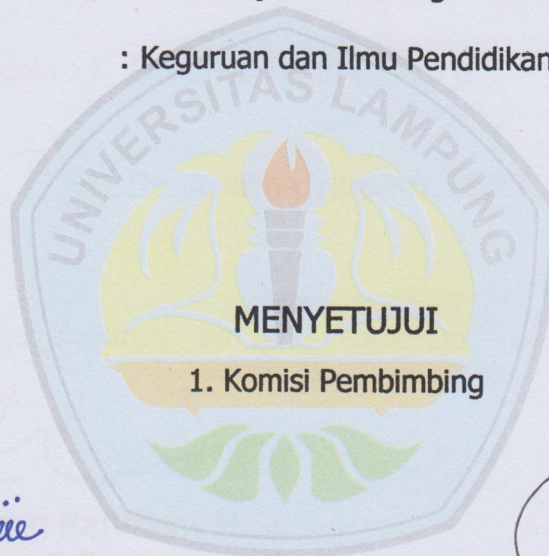 : Keguruan dan Ilmu Pendidikan
UNIVERSITAS LAMPUNG
MENYETUJUI
1. Komisi Pembimbing